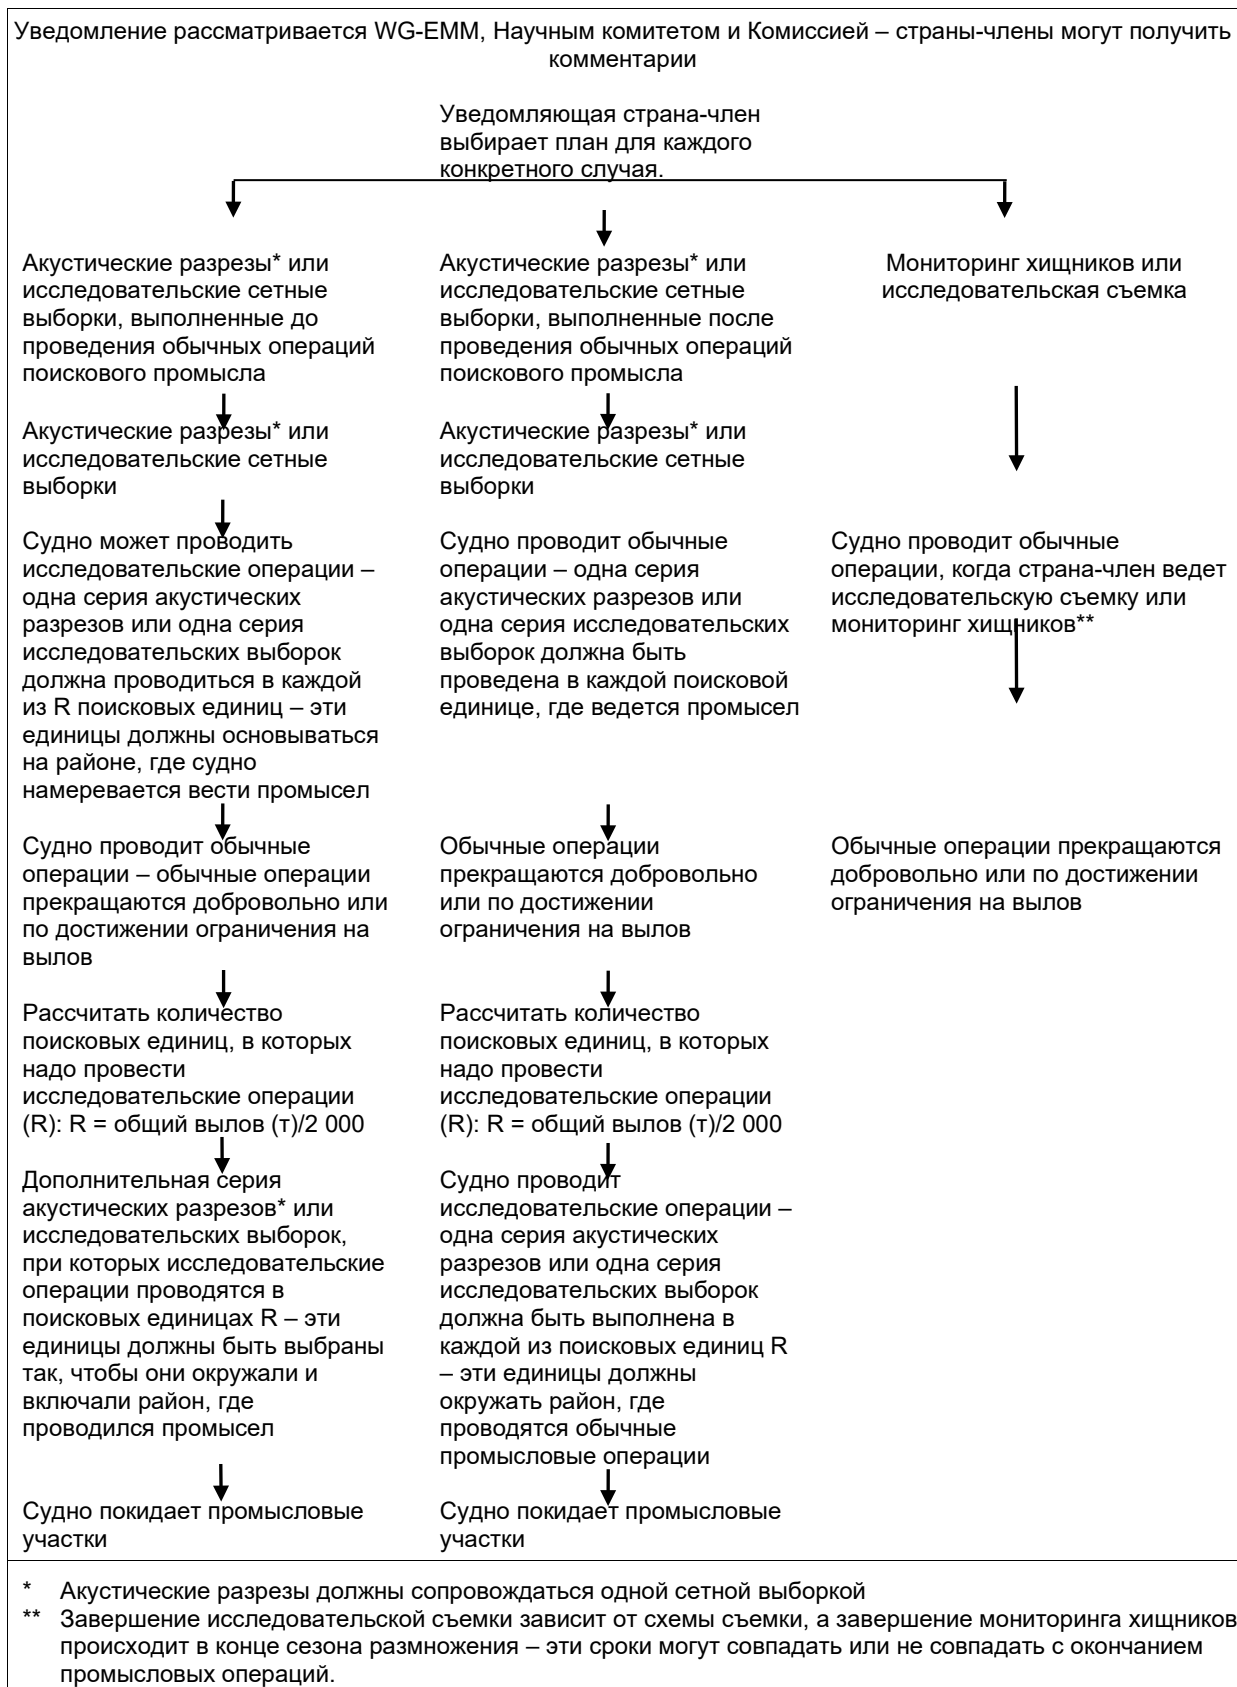 Уведомление рассматривается WG-EMM, Научным комитетом и Комиссией – страны-члены могут получить
комментарии
Уведомляющая страна-член
выбирает план для каждого
конкретного случая.
Акустические разрезы* или
исследовательские сетные
выборки, выполненные до
проведения обычных операций
поискового промысла
Акустические разрезы* или
исследовательские сетные
выборки, выполненные после
проведения обычных операций
поискового промысла
Мониторинг хищников или
исследовательская съемка
Акустические разрезы* или
исследовательские сетные
выборки
Акустические разрезы* или
исследовательские сетные
выборки
Судно может проводить
исследовательские операции –
одна серия акустических
разрезов или одна серия
исследовательских выборок
должна проводиться в каждой
из R поисковых единиц – эти
единицы должны основываться
на районе, где судно
намеревается вести промысел
Судно проводит обычные
операции – одна серия
акустических разрезов или
одна серия исследовательских
выборок должна быть
проведена в каждой поисковой
единице, где ведется промысел
Судно проводит обычные
операции, когда страна-член ведет
исследовательскую съемку или
мониторинг хищников**
Судно проводит обычные
операции – обычные операции
прекращаются добровольно или
по достижении ограничения на
вылов
Обычные операции
прекращаются добровольно
или по достижении
ограничения на вылов
Обычные операции прекращаются
добровольно или по достижении
ограничения на вылов
Рассчитать количество
поисковых единиц, в которых
надо провести
исследовательские операции
(R): R = общий вылов (т)/2 000
Рассчитать количество
поисковых единиц, в которых
надо провести
исследовательские операции
(R): R = общий вылов (т)/2 000
Дополнительная серия
акустических разрезов* или
исследовательских выборок,
при которых исследовательские
операции проводятся в
поисковых единицах R – эти
единицы должны быть выбраны
так, чтобы они окружали и
включали район, где
проводился промысел
Судно проводит
исследовательские операции –
одна серия акустических
разрезов или одна серия
исследовательских выборок
должна быть выполнена в
каждой из поисковых единиц R
– эти единицы должны
окружать район, где
проводятся обычные
промысловые операции
Судно покидает промысловые
участки
Судно покидает промысловые
участки
* Акустические разрезы должны сопровождаться одной сетной выборкой
** Завершение исследовательской съемки зависит от схемы съемки, а завершение мониторинга хищников
происходит в конце сезона размножения – эти сроки могут совпадать или не совпадать с окончанием
промысловых операций.